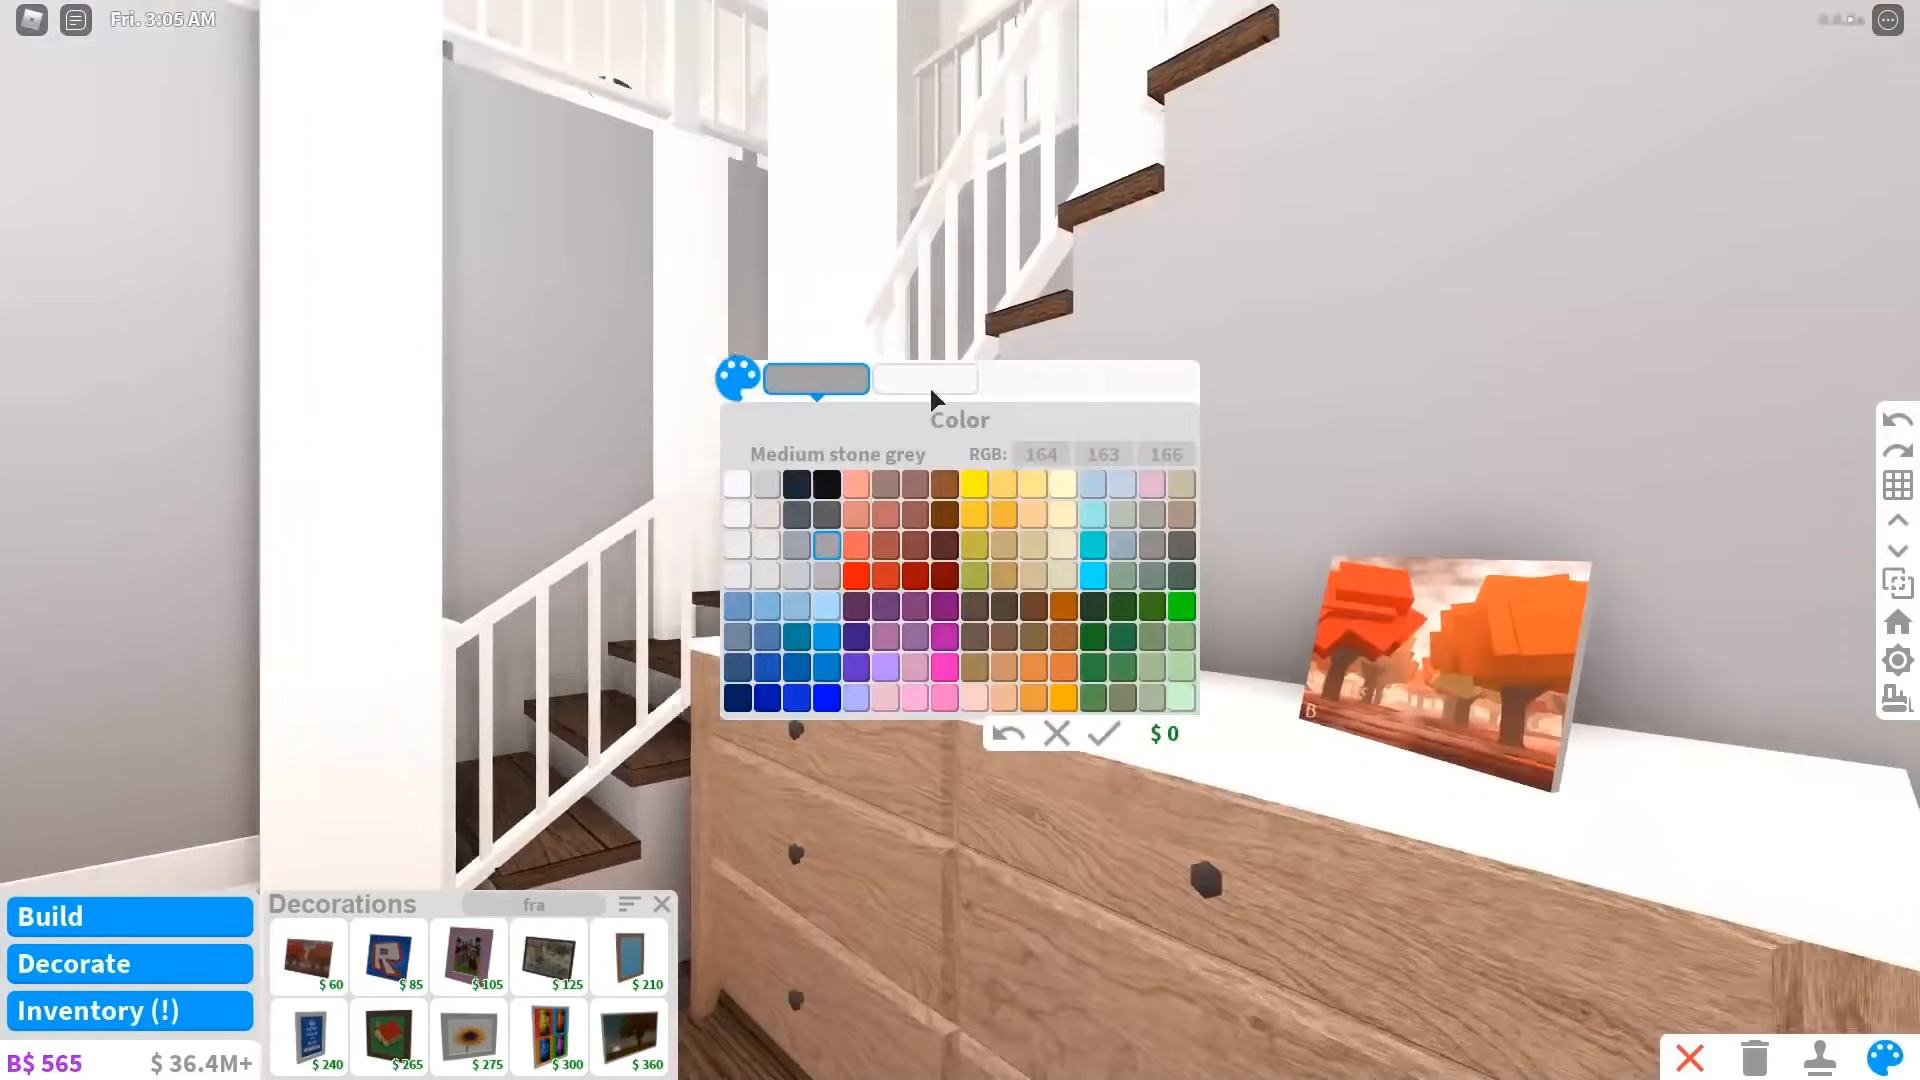 Fri. 3:05 AM
Color
Medium stone grey RGB: 164 163 166
$ 0
B
Build
Decorate
Inventory (!)
B$ 565 $ 36.4M+
Decorations fra
$ 60 $ 85 $ 105 $ 125 $ 210
$ 240 $ 265 $ 275 $ 300 $ 360